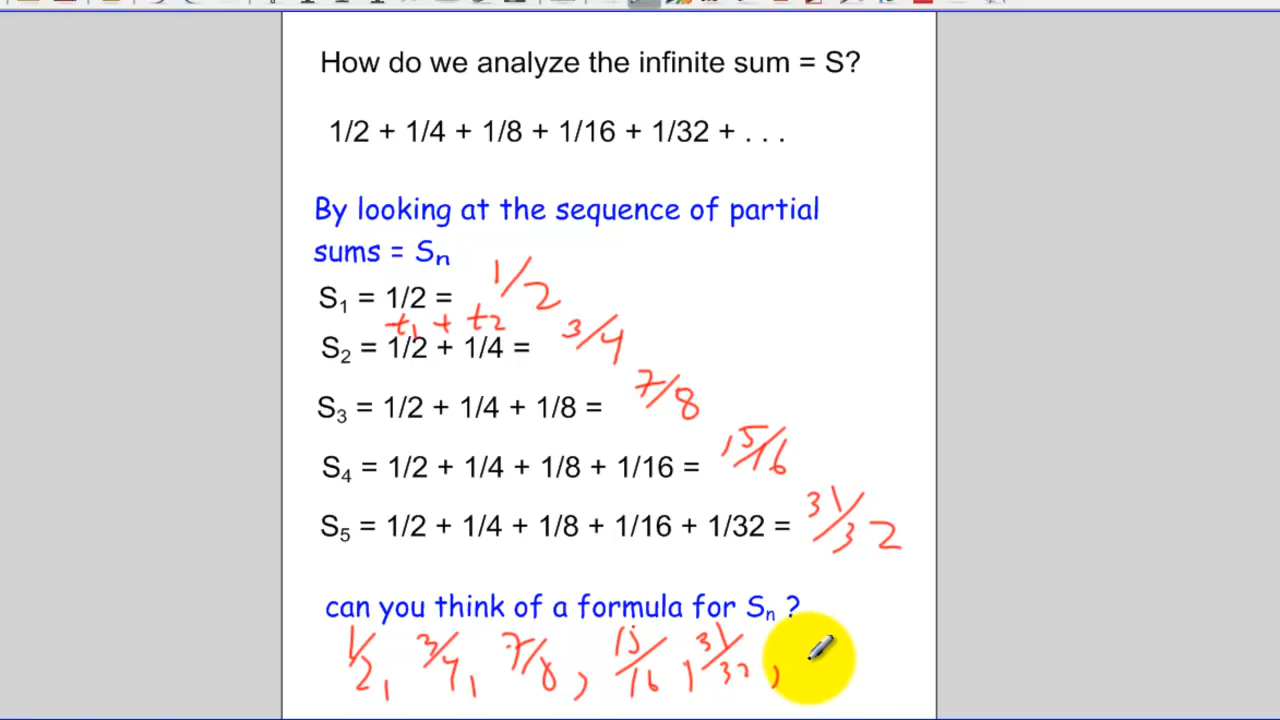 How do we analyze the infinite sum = S?
1/2 + 1/4 + 1/8 + 1/16 + 1/32 + . . .
By looking at the sequence of partial
sums = Sₙ
S₁ = 1/2 = 1/2
t₁ + t₂
S₂ = 1/2 + 1/4 = 3/4
S₃ = 1/2 + 1/4 + 1/8 = 7/8
S₄ = 1/2 + 1/4 + 1/8 + 1/16 = 15/16
S₅ = 1/2 + 1/4 + 1/8 + 1/16 + 1/32 = 31/32
can you think of a formula for Sₙ ?
1/2, 3/4, 7/8, 15/16, 31/32,